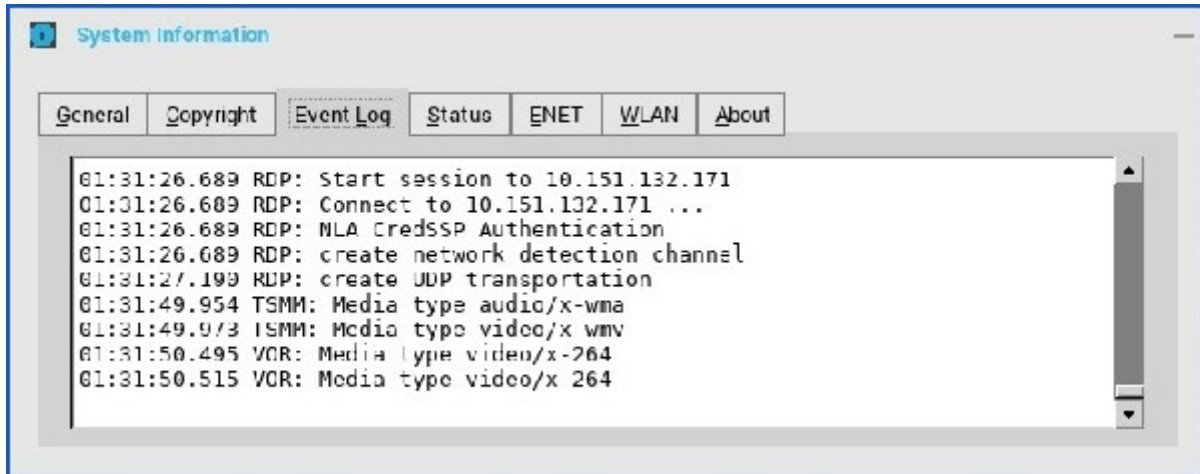 System Information
General Copyright Event Log Status ENET WLAN About
01:31:26.689 RDP: Start session to 10.151.132.171
01:31:26.689 RDP: Connect to 10.151.132.171 ...
01:31:26.689 RDP: NLA CredSSP Authentication
01:31:26.689 RDP: create network detection channel
01:31:27.190 RDP: create UDP transportation
01:31:49.954 TSMM: Media type audio/x-wma
01:31:49.973 TSMM: Media type video/x-wmv
01:31:50.495 VOR: Media type video/x-264
01:31:50.515 VOR: Media type video/x-264